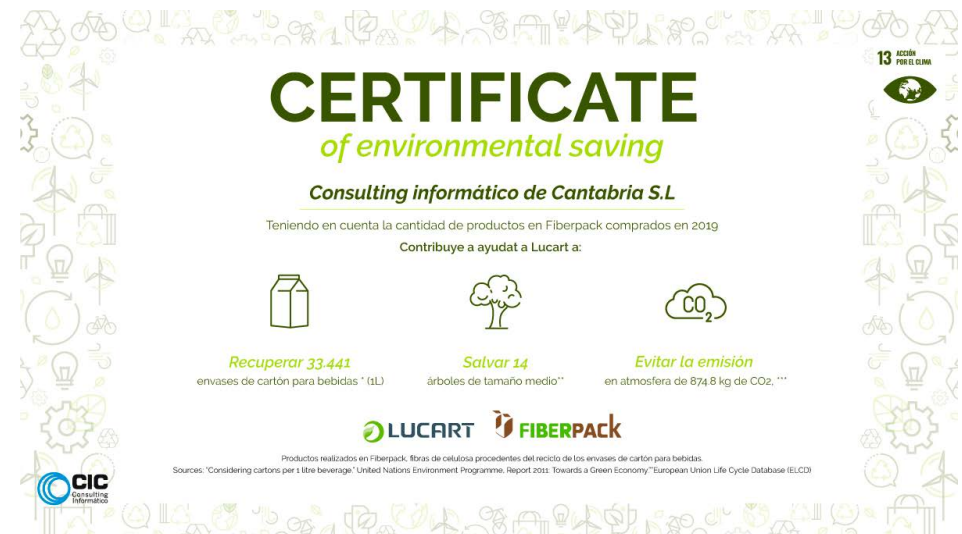 13 ACCIÓN
POR EL CLIMA
CERTIFICATE
of environmental saving
Consulting informático de Cantabria S.L
Teniendo en cuenta la cantidad de productos en Fiberpack comprados en 2019
Contribuye a ayudat a Lucart a:
CO2
Recuperar 33.441
envases de cartón para bebidas * (1L)
Salvar 14
árboles de tamaño medio**
Evitar la emisión
en atmosfera de 874.8 kg de CO2, ***
LUCART
FIBERPACK
Productos realizados en Fiberpack, fibras de celulosa procedentes del reciclo de los envases de cartón para bebidas.
Sources: *Considering cartons per 1 litre beverage.* United Nations Environment Programme, Report 2011: Towards a Green Economy.**European Union Life Cycle Database (ELCD)
CIC
Consulting
Informático